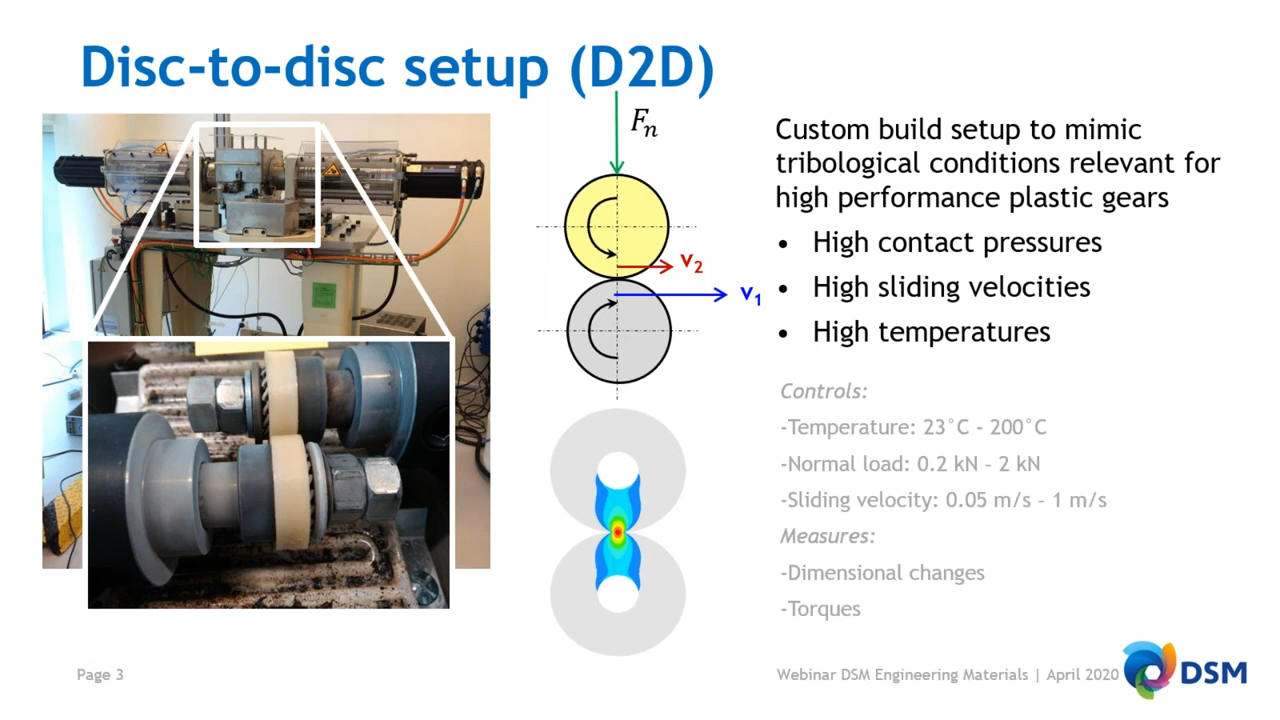 Disc-to-disc setup (D2D)
Fn
v2
v1
Custom build setup to mimic
tribological conditions relevant for
high performance plastic gears
• High contact pressures
• High sliding velocities
• High temperatures
Controls:
-Temperature: 23°C - 200°C
-Normal load: 0.2 kN – 2 kN
-Sliding velocity: 0.05 m/s – 1 m/s
Measures:
-Dimensional changes
-Torques
Page 3
Webinar DSM Engineering Materials | April 2020
DSM